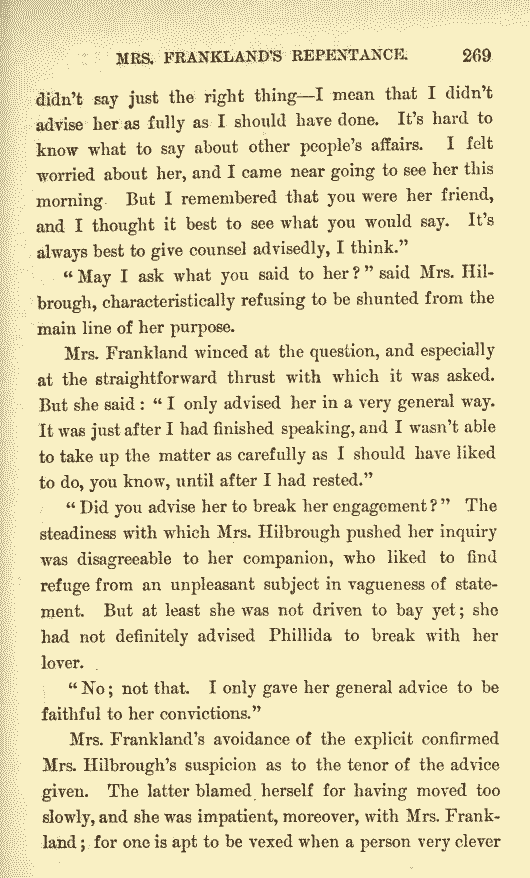 MRS. FRANKLAND'S REPENTANCE. 269
didn't say just the right thing—I mean that I didn't
advise her as fully as I should have done. It's hard to
know what to say about other people's affairs. I felt
worried about her, and I came near going to see her this
morning. But I remembered that you were her friend,
and I thought it best to see what you would say. It's
always best to give counsel advisedly, I think."
"May I ask what you said to her?" said Mrs. Hil-
brough, characteristically refusing to be shunted from the
main line of her purpose.
Mrs. Frankland winced at the question, and especially
at the straightforward thrust with which it was asked.
But she said: "I only advised her in a very general way.
It was just after I had finished speaking, and I wasn't able
to take up the matter as carefully as I should have liked
to do, you know, until after I had rested."
"Did you advise her to break her engagement?" The
steadiness with which Mrs. Hilbrough pushed her inquiry
was disagreeable to her companion, who liked to find
refuge from an unpleasant subject in vagueness of state-
ment. But at least she was not driven to bay yet; she
had not definitely advised Phillida to break with her
lover.
"No; not that. I only gave her general advice to be
faithful to her convictions."
Mrs. Frankland's avoidance of the explicit confirmed
Mrs. Hilbrough's suspicion as to the tenor of the advice
given. The latter blamed herself for having moved too
slowly, and she was impatient, moreover, with Mrs. Frank-
land; for one is apt to be vexed when a person very clever